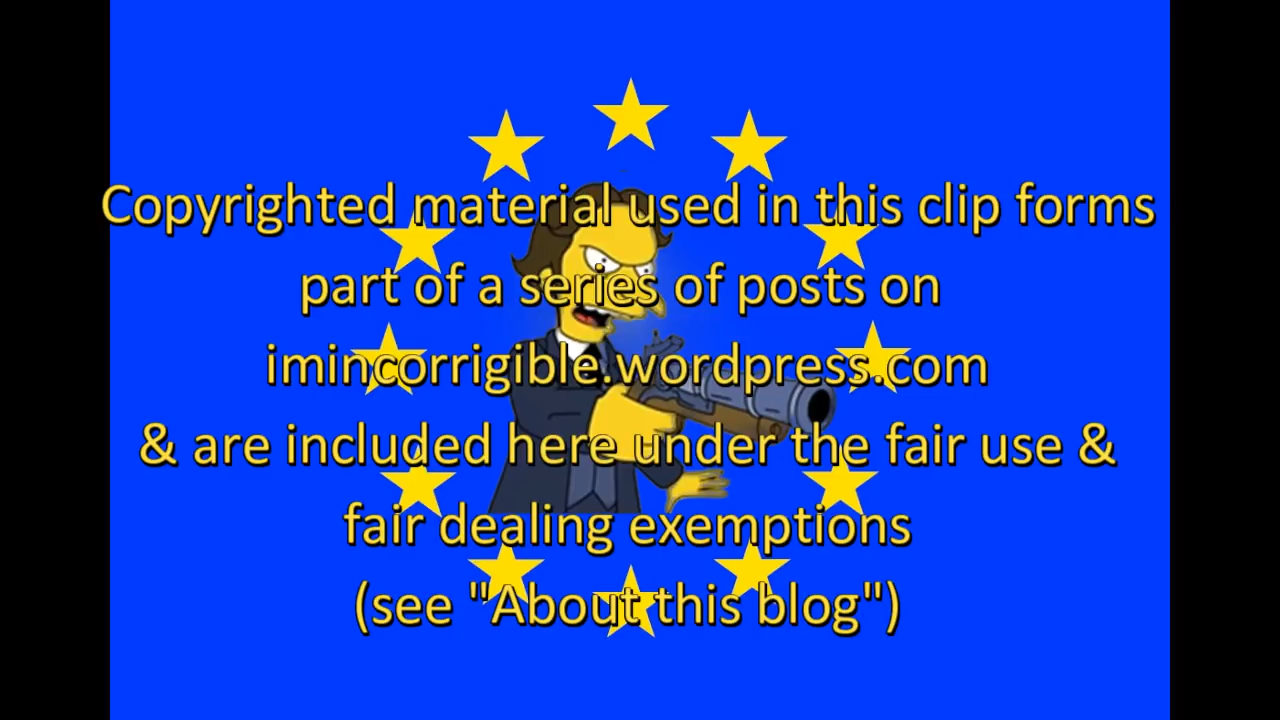 Copyrighted material used in this clip forms
part of a series of posts on
imincorrigible.wordpress.com
& are included here under the fair use &
fair dealing exemptions
(see "About this blog")